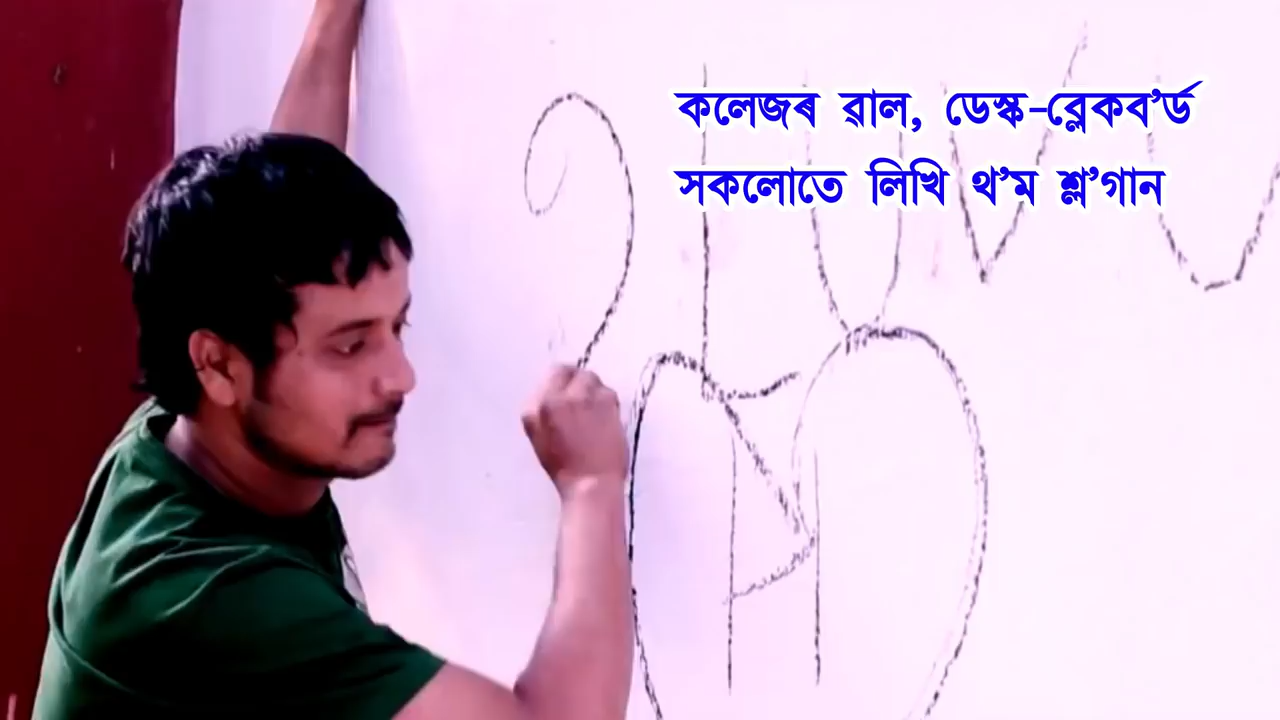 কলেজৰ ৱাল, ডেস্ক-ব্লেকব’ৰ্ড
সকলোতে লিখি থ’ম শ্ল’গান